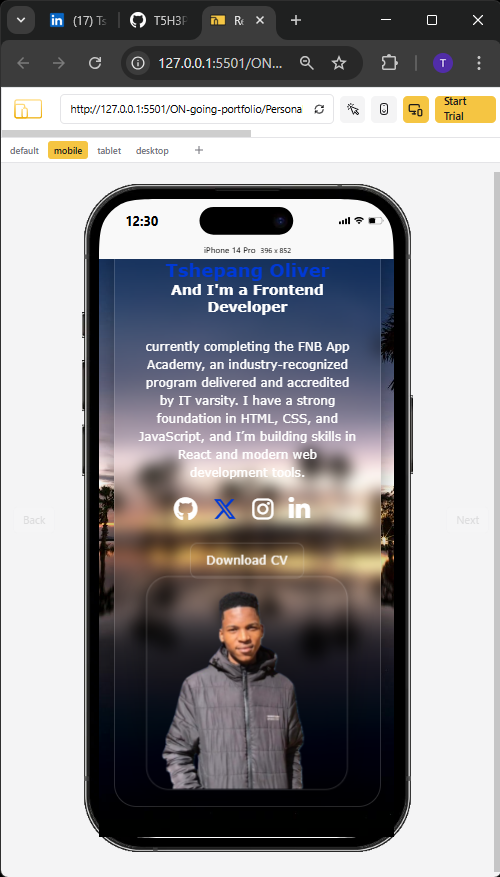 (17) Ts
T5H3P
Re
127.0.0.1:5501/ON...
T
http://127.0.0.1:5501/ON-going-portfolio/Persona
Start
Trial
default
mobile
tablet
desktop
12:30
iPhone 14 Pro 396 x 852
Tshepang Oliver
And I'm a Frontend
Developer
currently completing the FNB App
Academy, an industry-recognized
program delivered and accredited
by IT varsity. I have a strong
foundation in HTML, CSS, and
JavaScript, and I'm building skills in
React and modern web
development tools.
Back
Next
Download CV